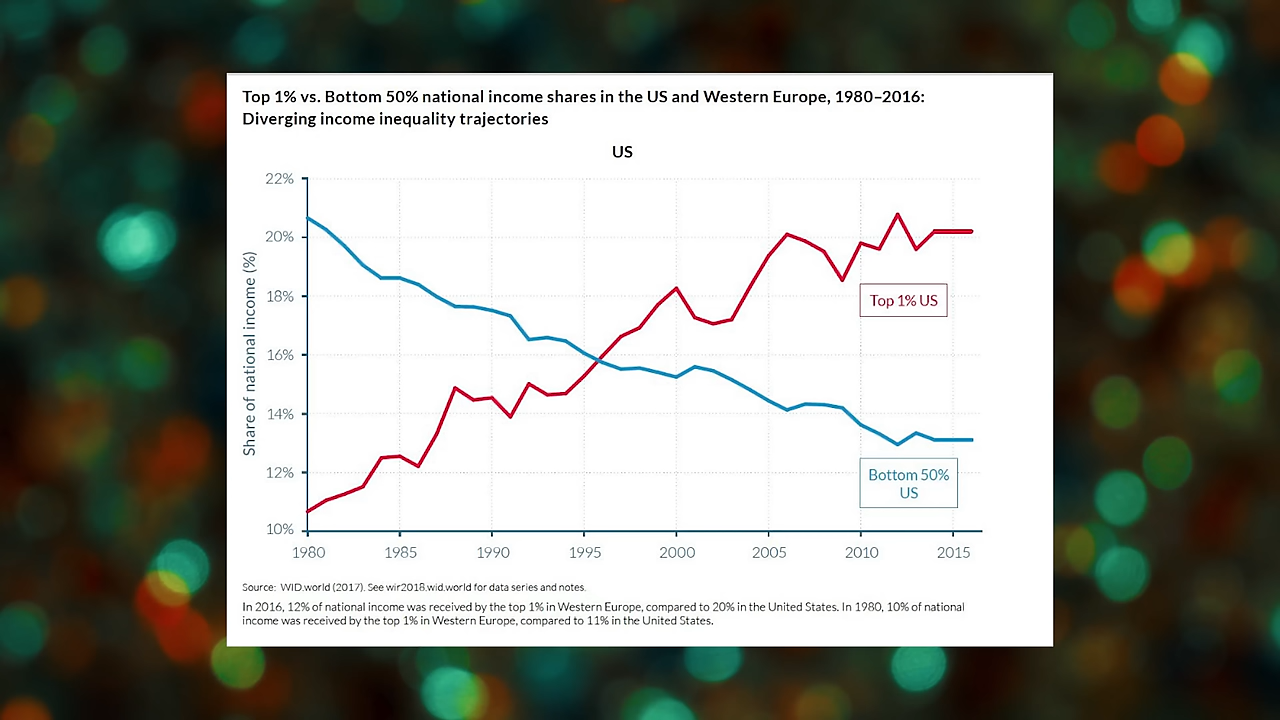 Top 1% vs. Bottom 50% national income shares in the US and Western Europe, 1980–2016:
Diverging income inequality trajectories
US
Share of national income (%)
22%
20%
18%
16%
14%
12%
10%
Top 1% US
Bottom 50%
US
1980
1985
1990
1995
2000
2005
2010
2015
Source: WID.world (2017). See wir2018.wid.world for data series and notes.
In 2016, 12% of national income was received by the top 1% in Western Europe, compared to 20% in the United States. In 1980, 10% of national
income was received by the top 1% in Western Europe, compared to 11% in the United States.